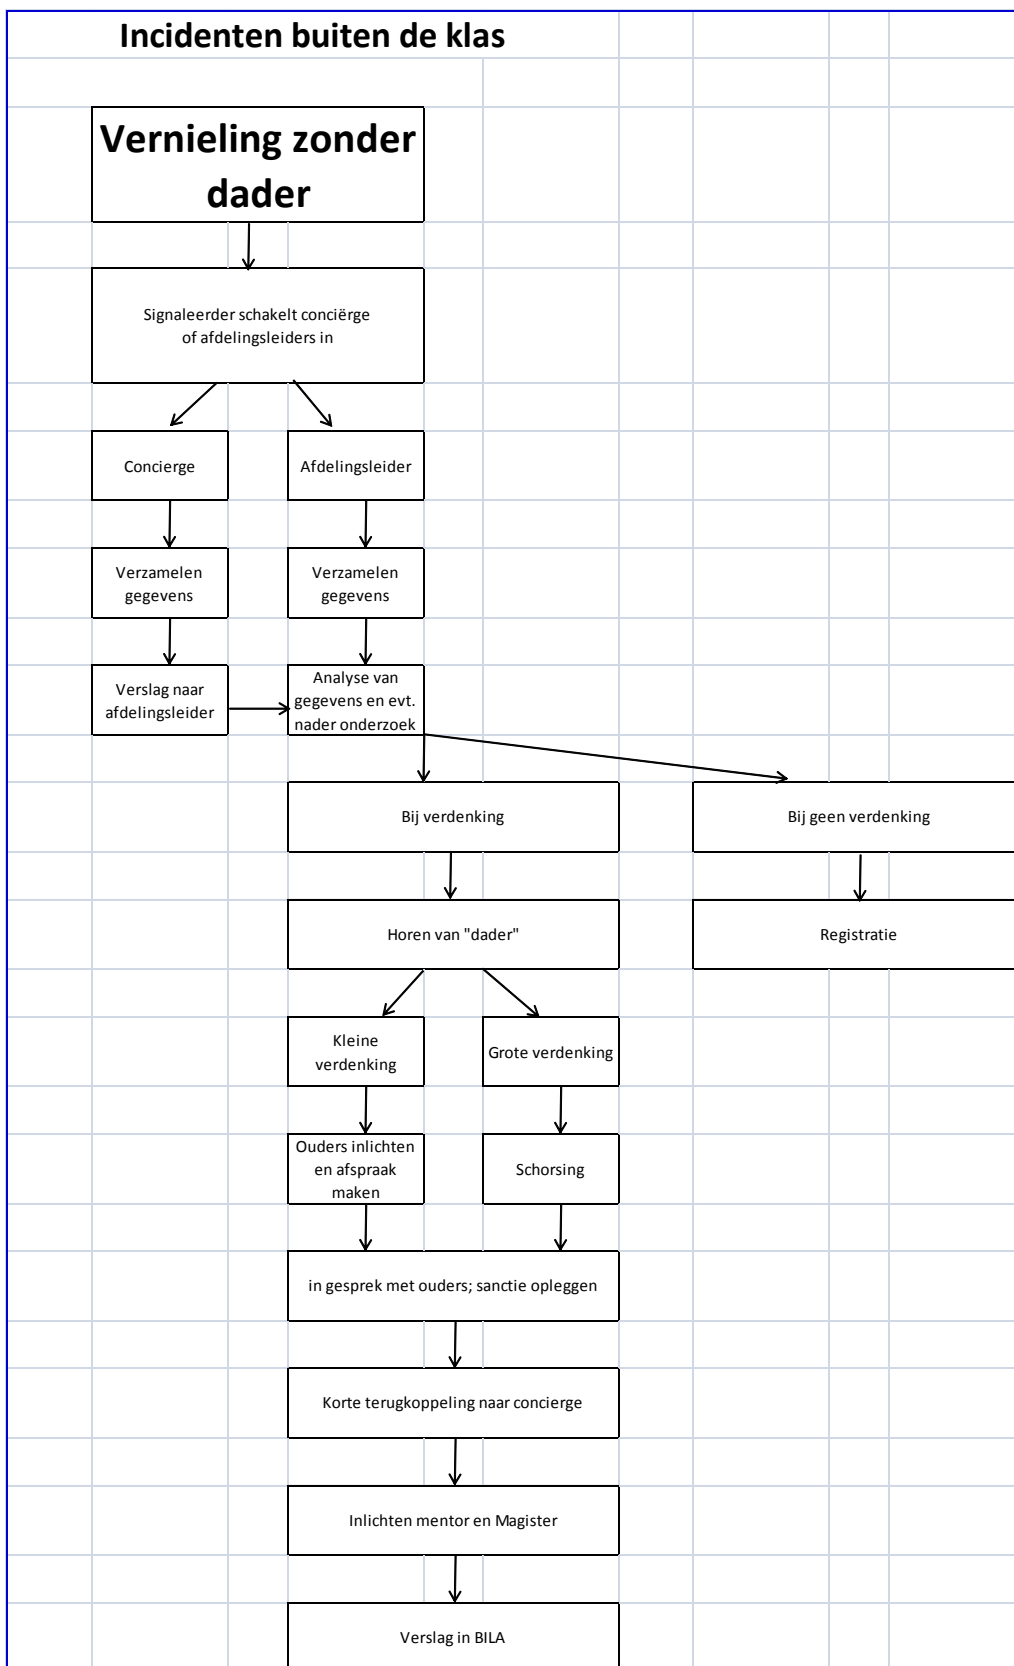 Incidenten buiten de klas
Vernieling zonder
dader
Signaleerder schakelt conciërge
of afdelingsleiders in
Concierge
Afdelingsleider
Verzamelen
gegevens
Verzamelen
gegevens
Verslag naar
afdelingsleider
Analyse van
gegevens en evt.
nader onderzoek
Bij verdenking
Bij geen verdenking
Horen van "dader"
Registratie
Kleine
verdenking
Grote verdenking
Ouders inlichten
en afspraak
maken
Schorsing
in gesprek met ouders; sanctie opleggen
Korte terugkoppeling naar concierge
Inlichten mentor en Magister
Verslag in BILA